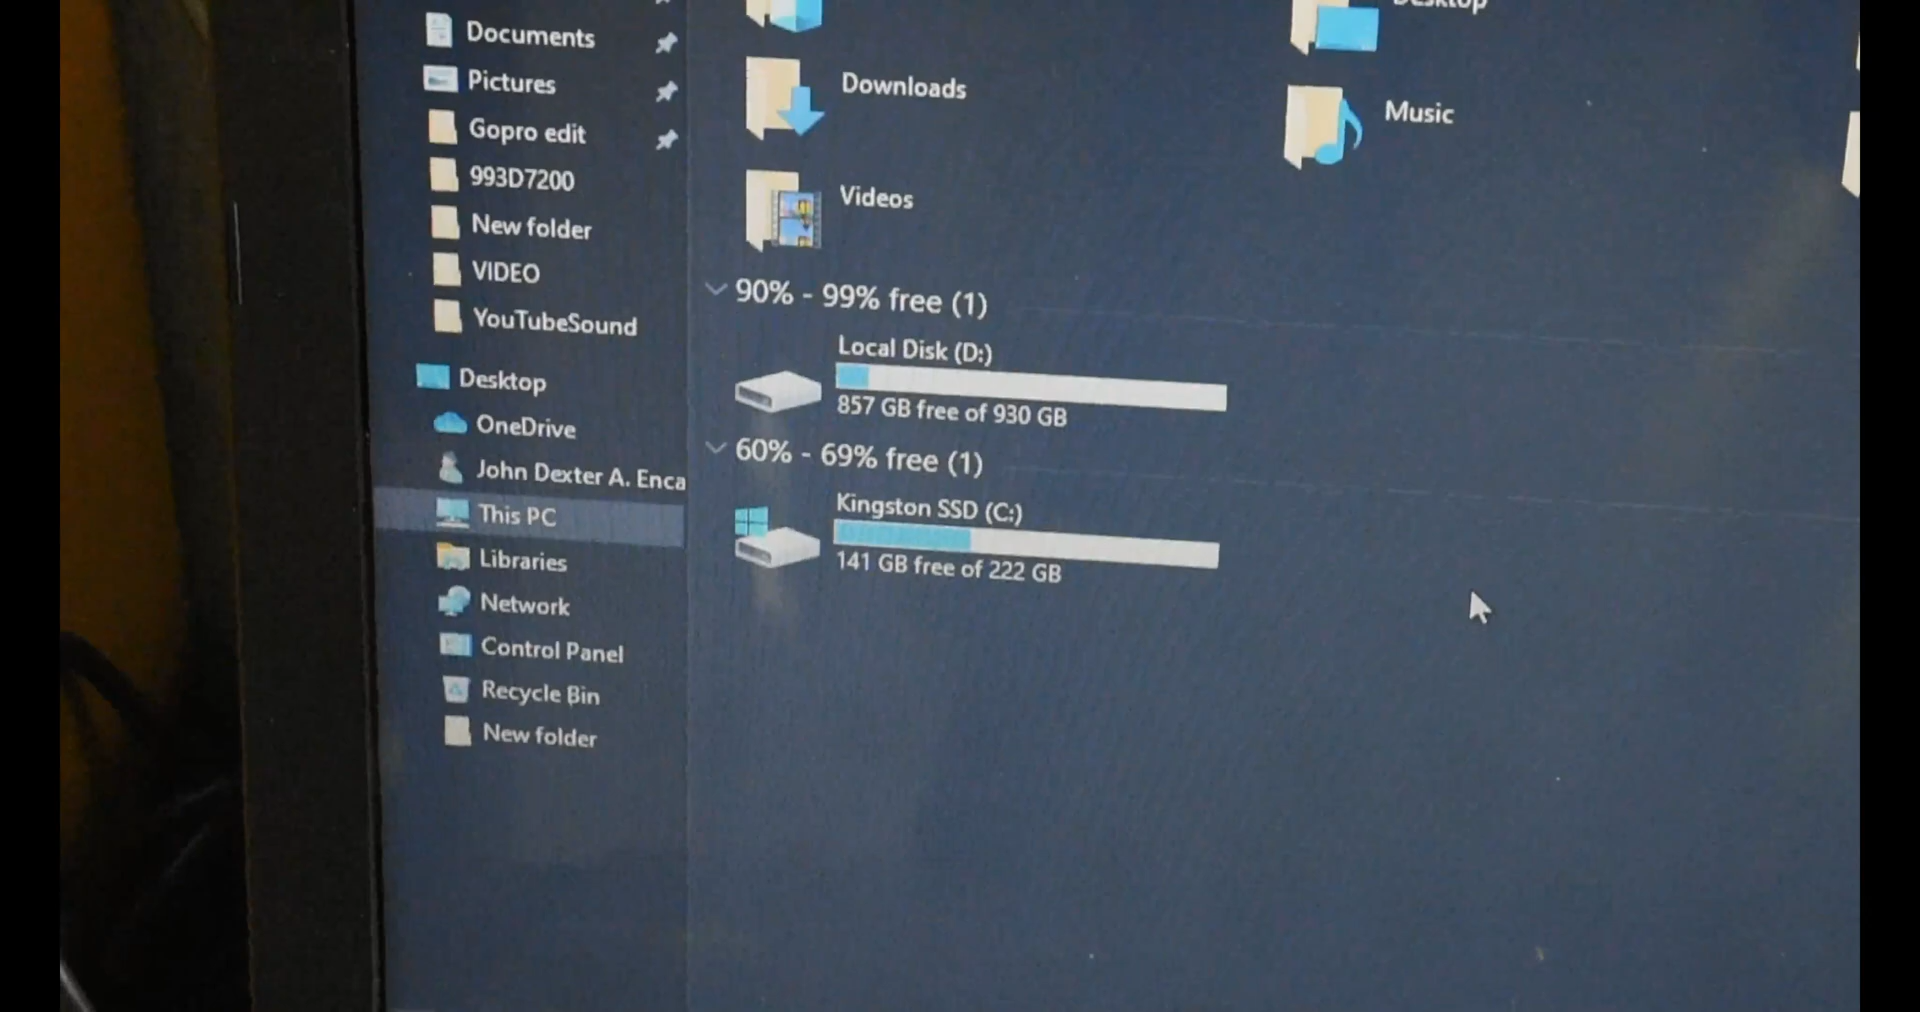 Documents
Pictures
Gopro edit
993D7200
New folder
VIDEO
YouTubeSound
Desktop
OneDrive
John Dexter A. Enca
This PC
Libraries
Network
Control Panel
Recycle Bin
New folder
Desktop
Downloads
Music
Videos
90% - 99% free (1)
Local Disk (D:)
857 GB free of 930 GB
60% - 69% free (1)
Kingston SSD (C:)
141 GB free of 222 GB